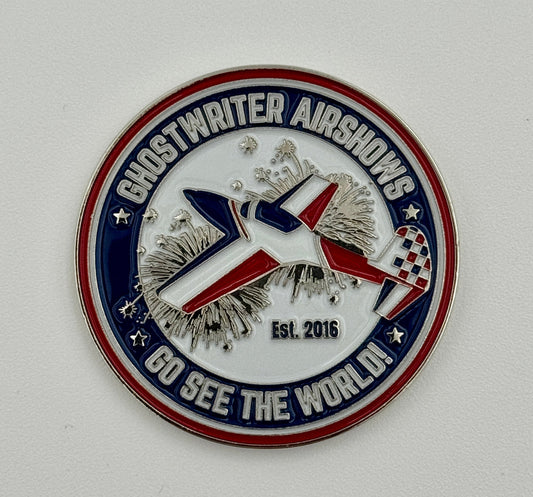 GHOSTWRITER AIRSHOWS
Est. 2016
GO SEE THE WORLD!